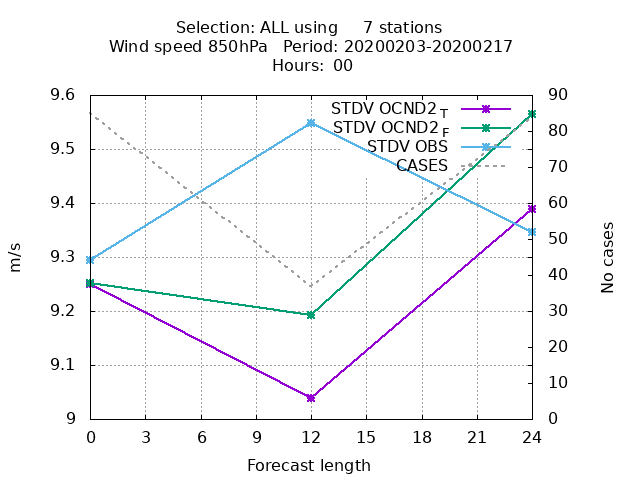 Selection: ALL using     7 stations
Wind speed 850hPa   Period: 20200203-20200217
Hours:  00
STDV OCND2_T
STDV OCND2_F
STDV OBS
CASES
9.6
9.5
9.4
9.3
9.2
9.1
9
m/s
90
80
70
60
50
40
30
20
10
0
No cases
0 3 6 9 12 15 18 21 24
Forecast length